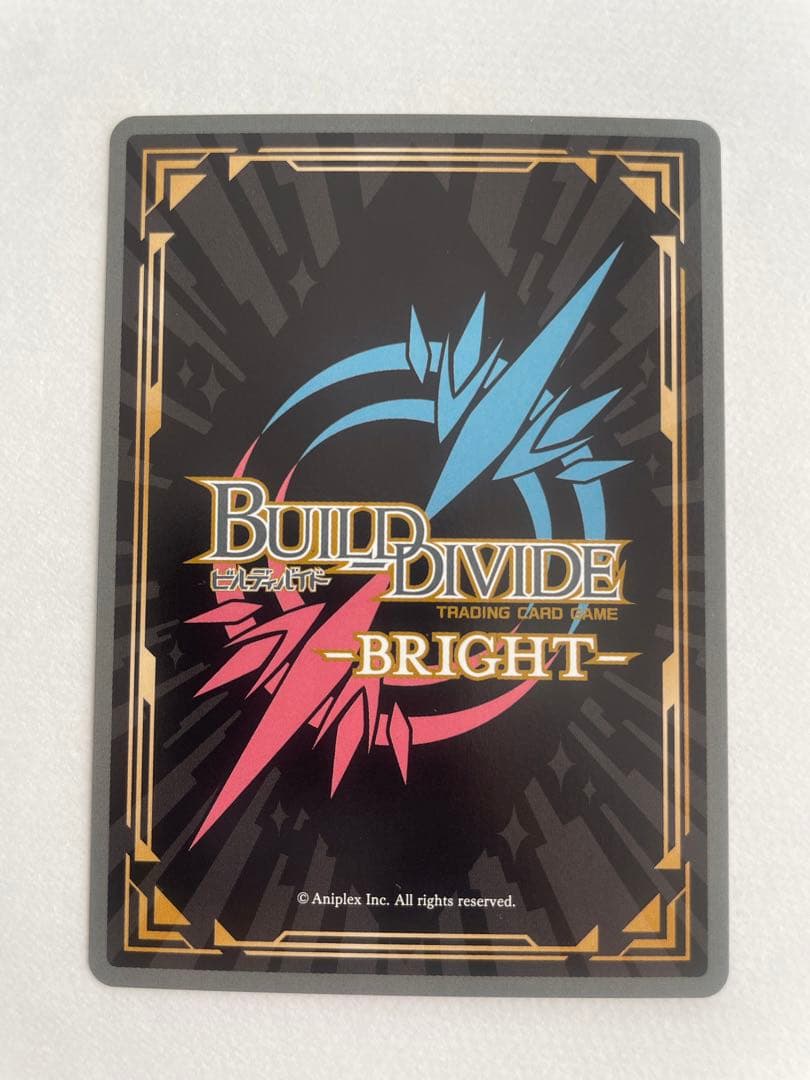 BUILD DIVIDE
ビルディバイド
TRADING CARD GAME
-BRIGHT-
© Aniplex Inc. All rights reserved.